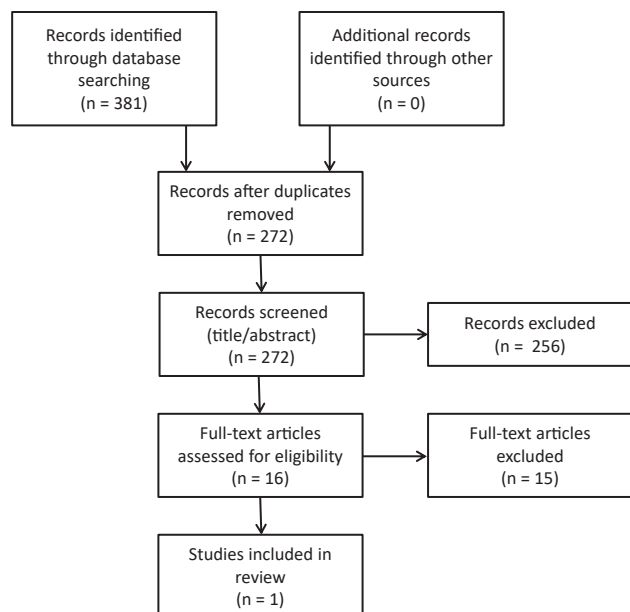 Records identified
through database
searching
(n = 381)
Additional records
identified through other
sources
(n = 0)
Records after duplicates
removed
(n = 272)
Records screened
(title/abstract)
n = 272)
Records excluded
(n =  256)
Full-text articles
assessed for eligibility
(n = 16)
Full-text articles
excluded
(n = 15)
Studies included in
review
(n = 1)